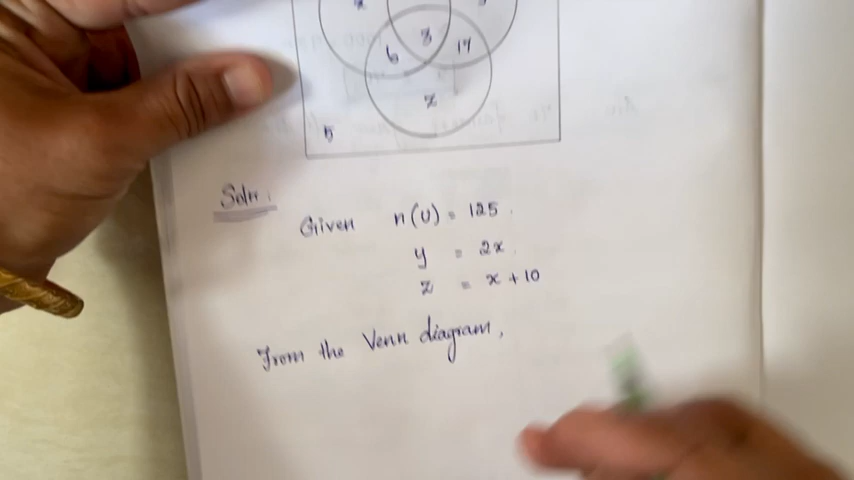 x y
6 3 17
z
5
Soln:
Given n(U) = 125.
y = 2x.
z = x + 10
From the Venn diagram,